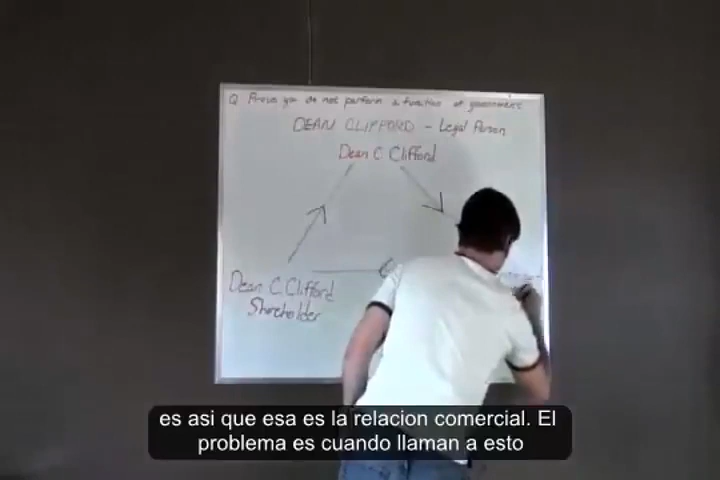 Q Prove you do not perform a function of government
DEAN CLIFFORD - Legal Person
Dean C Clifford
Dean C. Clifford
Shareholder
es asi que esa es la relacion comercial. El
problema es cuando llaman a esto